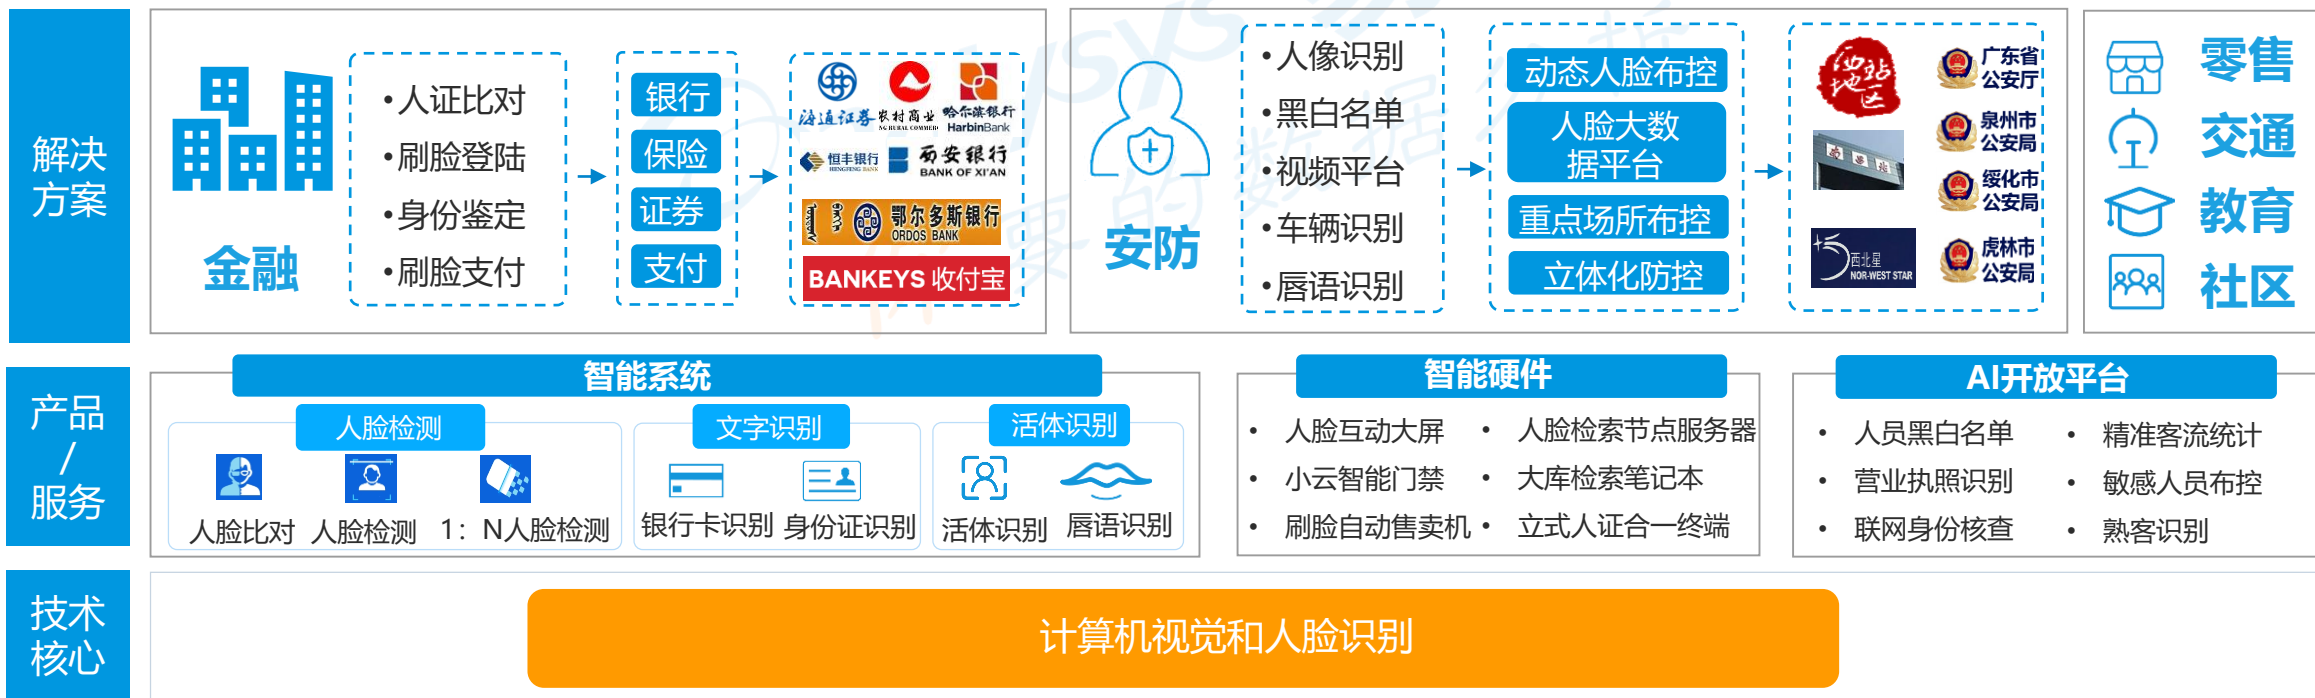 解决
方案
金融
•人证比对
•刷脸登陆
•身份鉴定
•刷脸支付
银行
保险
证券
支付
海通证券
农村商业
哈尔滨银行
HarbinBank
恒丰银行
HENGFENG BANK
西安银行
BANK OF XI'AN
鄂尔多斯银行
ORDOS BANK
BANKEYS 收付宝
安防
•人像识别
•黑白名单
•视频平台
•车辆识别
•唇语识别
动态人脸布控
人脸大数
据平台
重点场所布控
立体化防控
西站
地区
广东省
公安厅
泉州市
公安局
绥化市
公安局
西北星
NOR-WEST STAR
虎林市
公安局
零售
交通
教育
社区
产品
/
服务
智能系统
人脸检测
人脸比对
人脸检测
1：N人脸检测
文字识别
银行卡识别
身份证识别
活体识别
活体识别
唇语识别
智能硬件
• 人脸互动大屏
• 小云智能门禁
• 刷脸自动售卖机
• 人脸检索节点服务器
• 大库检索笔记本
• 立式人证合一终端
AI开放平台
• 人员黑白名单
• 营业执照识别
• 联网身份核查
• 精准客流统计
• 敏感人员布控
• 熟客识别
技术
核心
计算机视觉和人脸识别